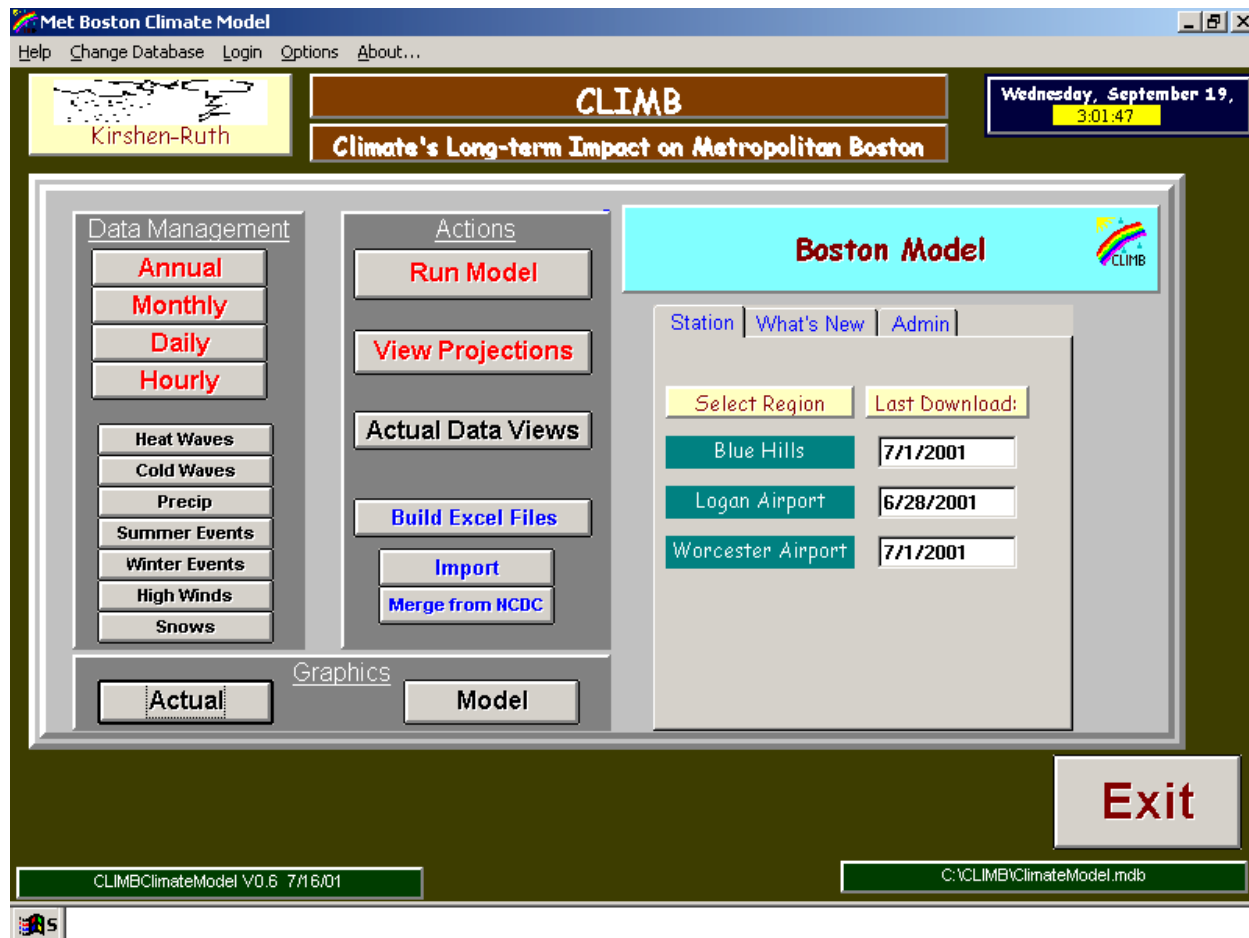 Met Boston Climate Model
Help Change Database Login Options About...
Kirshen-Ruth
CLIMB
Climate's Long-term Impact on Metropolitan Boston
Wednesday, September 19,
3:01:47
Data Management
Annual
Monthly
Daily
Hourly
Heat Waves
Cold Waves
Precip
Summer Events
Winter Events
High Winds
Snows
Actions
Run Model
View Projections
Actual Data Views
Build Excel Files
Import
Merge from NCDC
Graphics
Actual Model
Boston Model
CLIMB
Station What's New Admin
Select Region Last Download:
Blue Hills 7/1/2001
Logan Airport 6/28/2001
Worcester Airport 7/1/2001
Exit
CLIMBClimateModel V0.6 7/16/01
C:\CLIMB\ClimateModel.mdb
S